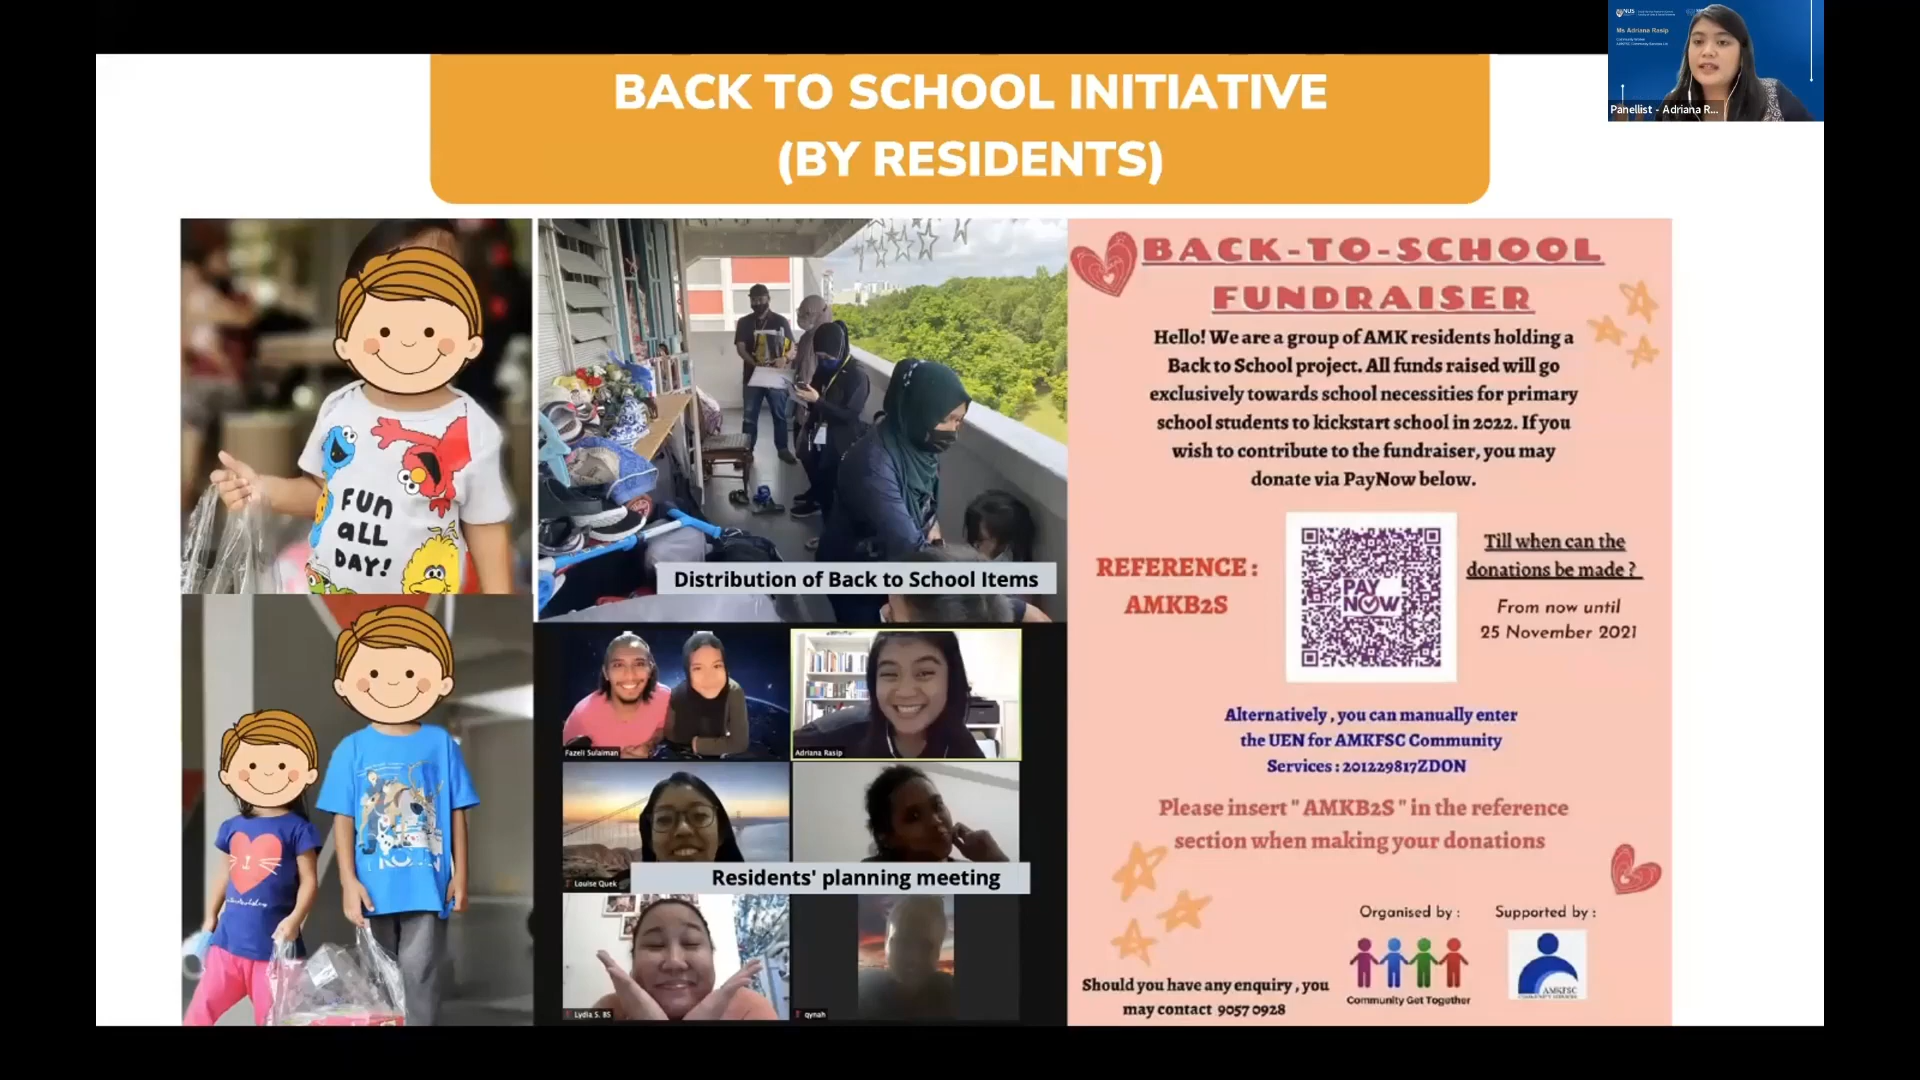 BACK TO SCHOOL INITIATIVE
(BY RESIDENTS)
NUS
Ms Adriana Rasip
Panellist - Adriana R...
FUN
aLL
DAY!
Distribution of Back to School Items
Fazeli Sulaiman
Adriana Rasip
Louise Quek
Residents' planning meeting
Lydia S. BS
qynah
I
BACK-TO-SCHOOL
FUNDRAISER
Hello! We are a group of AMK residents holding a
Back to School project. All funds raised will go
exclusively towards school necessities for primary
school students to kickstart school in 2022. If you
wish to contribute to the fundraiser, you may
donate via PayNow below.
REFERENCE :
AMKB2S
PAY
NOW
Till when can the
donations be made ?
From now until
25 November 2021
Alternatively , you can manually enter
the UEN for AMKFSC Community
Services : 201229817ZDON
Please insert " AMKB2S " in the reference
section when making your donations
Organised by :
Supported by :
Community Get Together
AMKFSC
COMMUNITY SERVICES
Should you have any enquiry , you
may contact 9057 0928